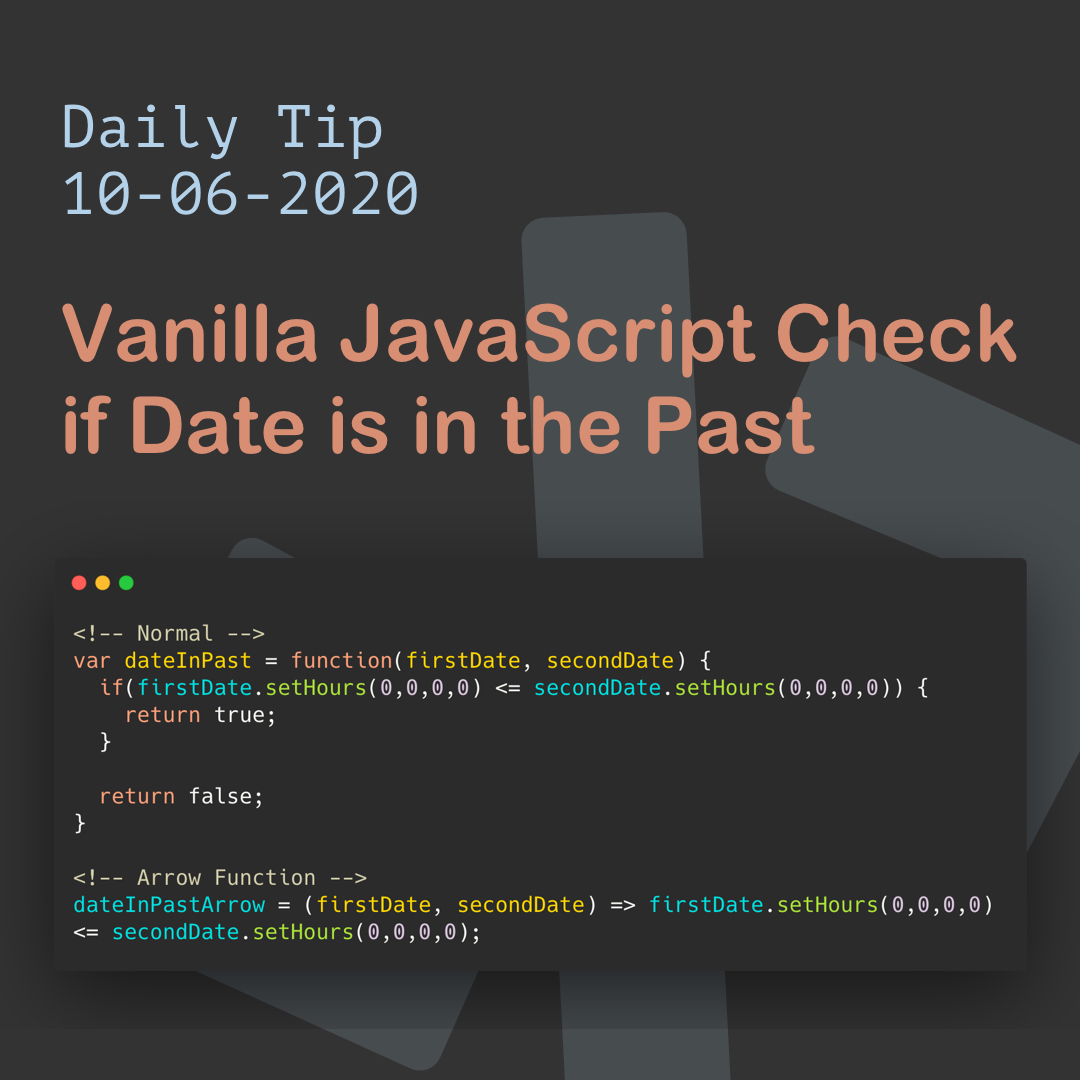 Daily Tip
10-06-2020
Vanilla JavaScript Check
if Date is in the Past
<!-- Normal -->
var dateInPast = function(firstDate, secondDate) {
  if(firstDate.setHours(0,0,0,0) <= secondDate.setHours(0,0,0,0)) {
    return true;
  }

  return false;
}

<!-- Arrow Function -->
dateInPastArrow = (firstDate, secondDate) => firstDate.setHours(0,0,0,0)
<= secondDate.setHours(0,0,0,0);